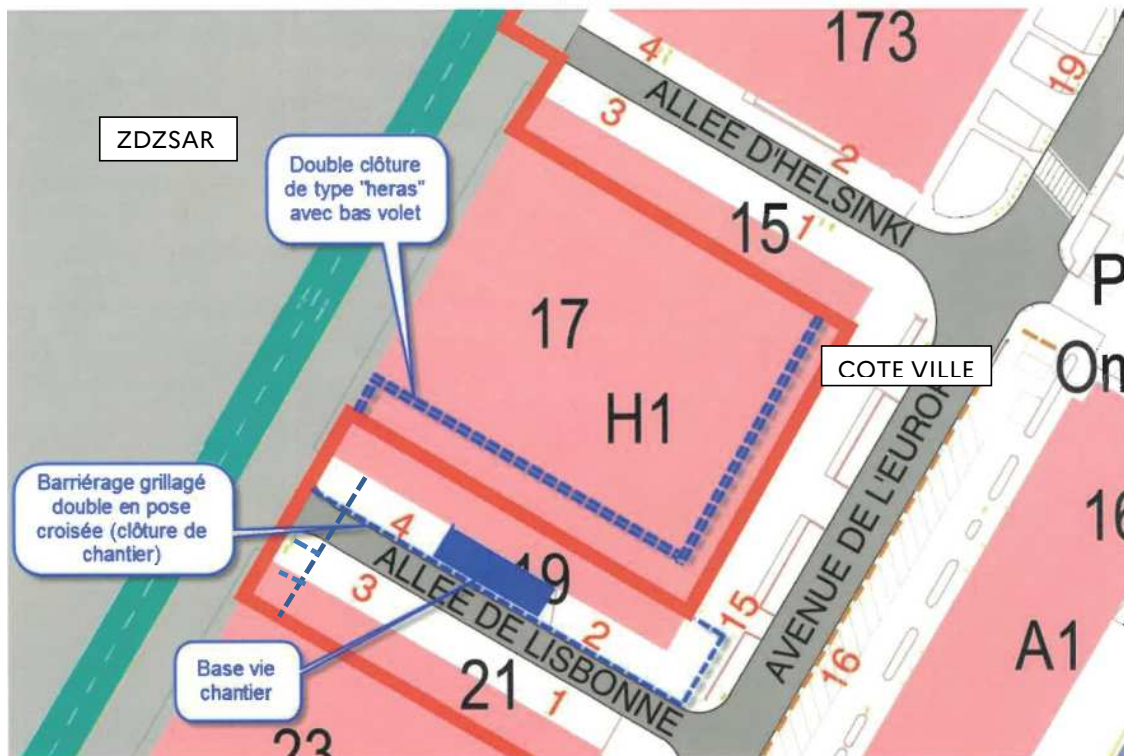 4
173
19
3
ALLEE D'HELSINKI
2
ZDZSAR
Double clôture
de type "heras"
avec bas volet
15
1
P
17
COTE VILLE
On
H1
AVENUE DE L'EUROP
Barriérage grillagé
double en pose
croisée (clôture de
chantier)
4
19
16
3
ALLEE DE LISBONNE
2
15
16
A1
Base vie
chantier
21
1
23